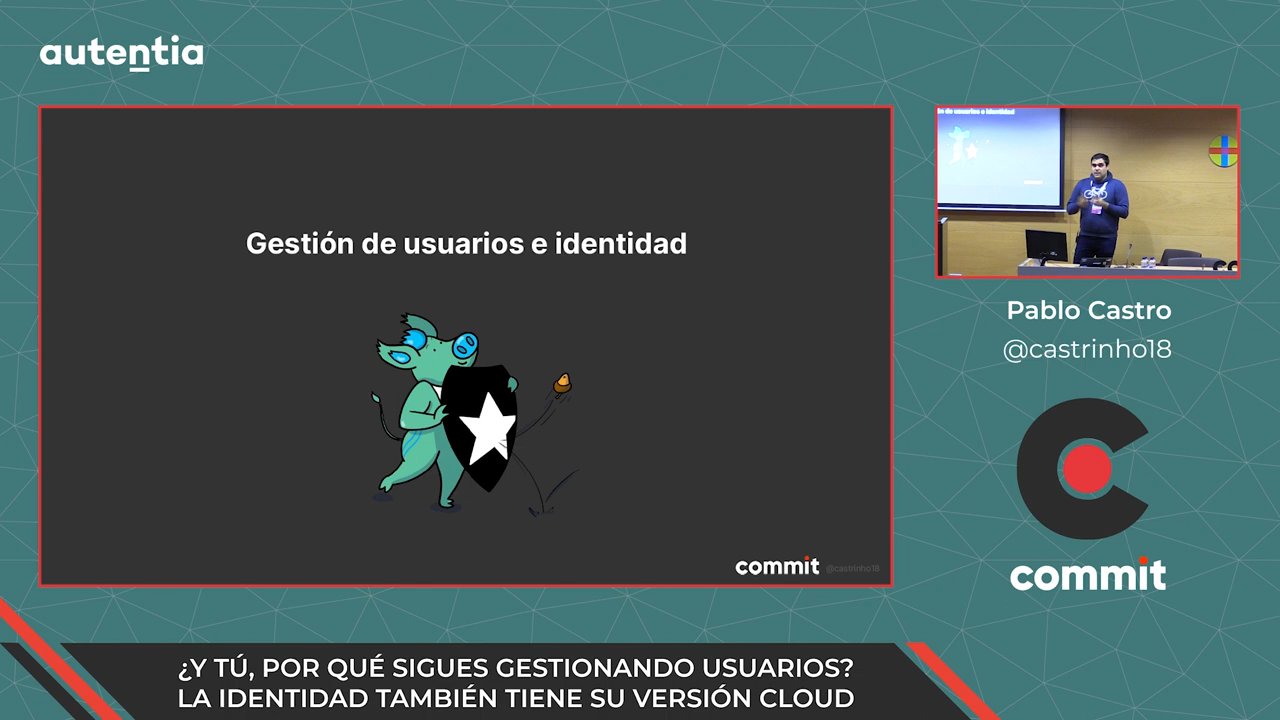 autentia
Gestión de usuarios e identidad
commit @castrinho18
Pablo Castro
@castrinho18
commit
¿Y TÚ, POR QUÉ SIGUES GESTIONANDO USUARIOS?
LA IDENTIDAD TAMBIÉN TIENE SU VERSIÓN CLOUD